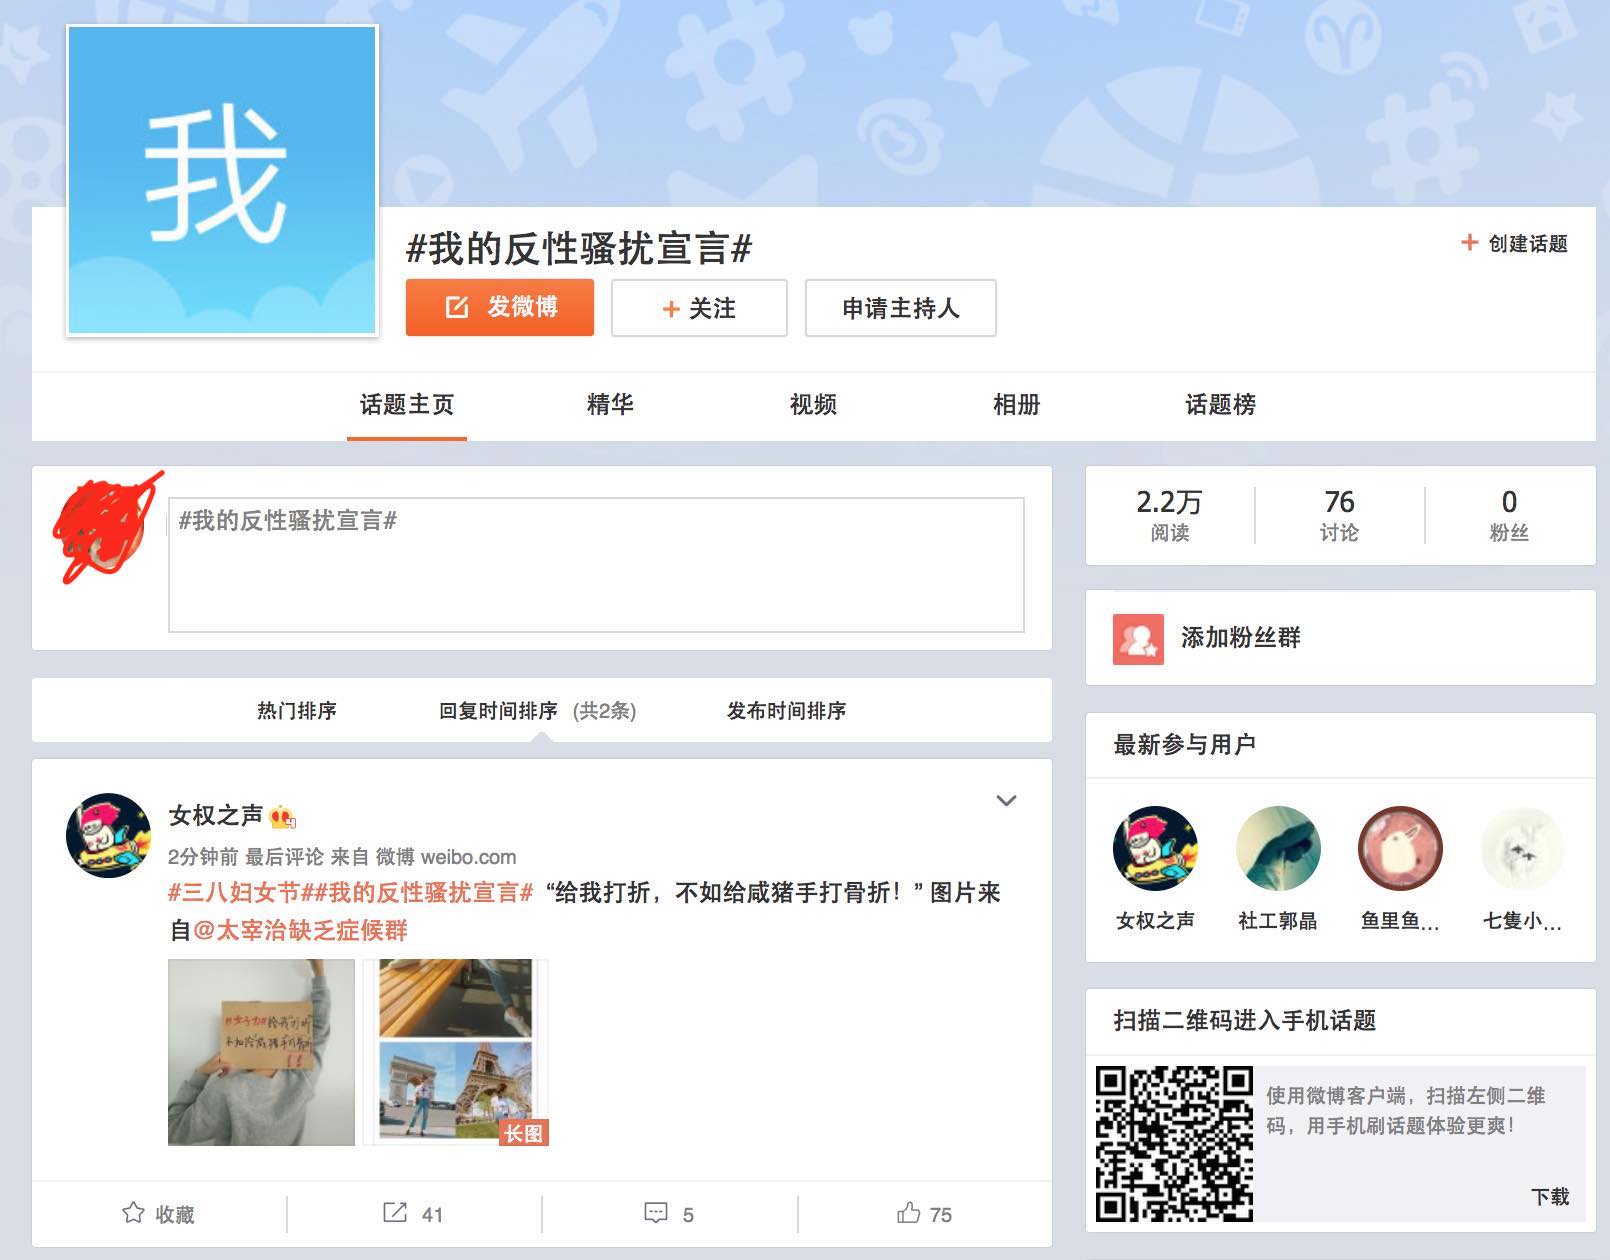 我
#我的反性骚扰宣言#
+ 创建话题
发微博
+ 关注
申请主持人
话题主页
精华
视频
相册
话题榜
#我的反性骚扰宣言#
2.2万
阅读
76
讨论
0
粉丝
添加粉丝群
热门排序
回复时间排序 (共2条)
发布时间排序
最新参与用户
女权之声
社工郭晶
鱼里鱼...
七隻小...
女权之声
2分钟前 最后评论 来自 微博 weibo.com
#三八妇女节##我的反性骚扰宣言# “给我打折，不如给咸猪手打骨折！” 图片来
自@太宰治缺乏症候群
给我打折
不如给咸猪手打骨折
长图
收藏
41
5
75
扫描二维码进入手机话题
使用微博客户端，扫描左侧二维
码，用手机刷话题体验更爽！
下载